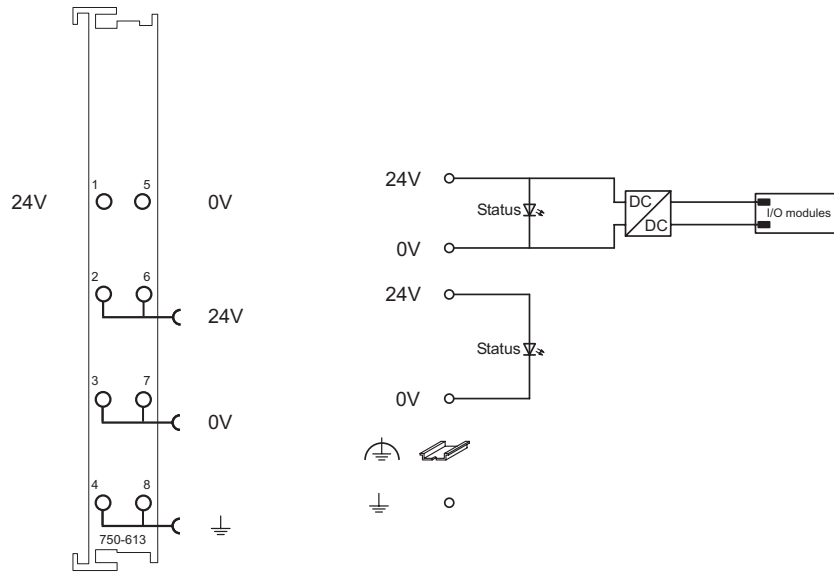 1 5
24V 0V
2 6
24V
3 7
0V
4 8
750-613
24V
Status
DC
DC
I/O modules
0V
24V
Status
0V